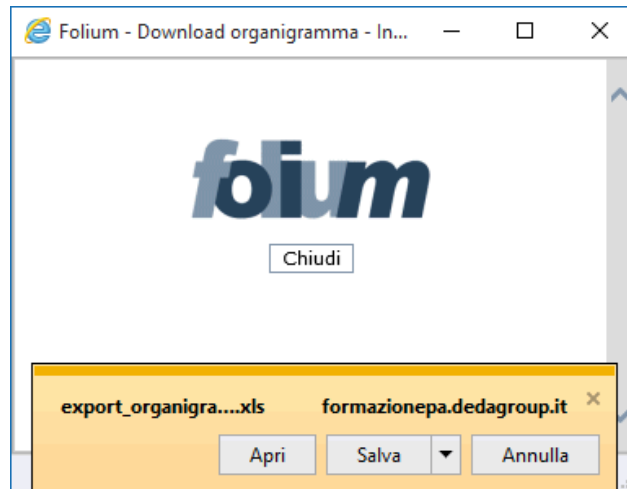 Folium - Download organigramma - In...
folium
Chiudi
export_organigra....xls formazionepa.dedagroup.it
Apri Salva Annulla